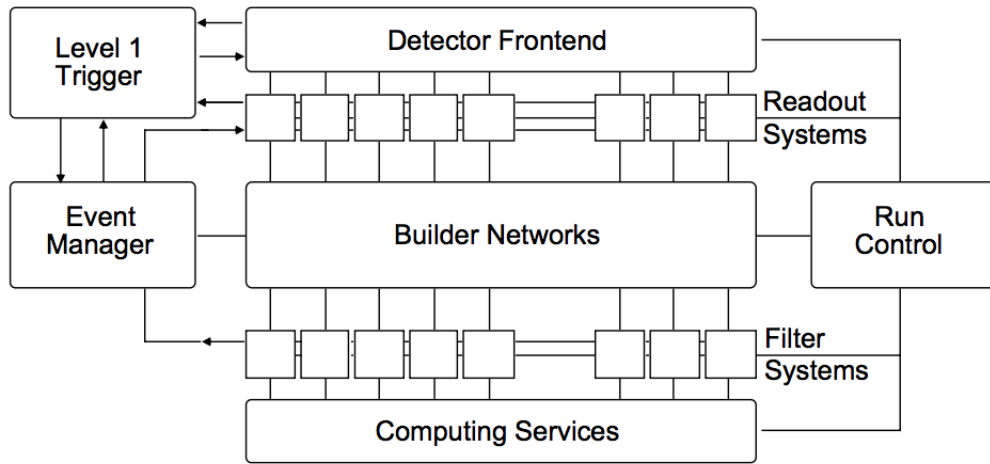 Level 1
Trigger
Detector Frontend
Readout
Systems
Event
Manager
Builder Networks
Run
Control
Filter
Systems
Computing Services